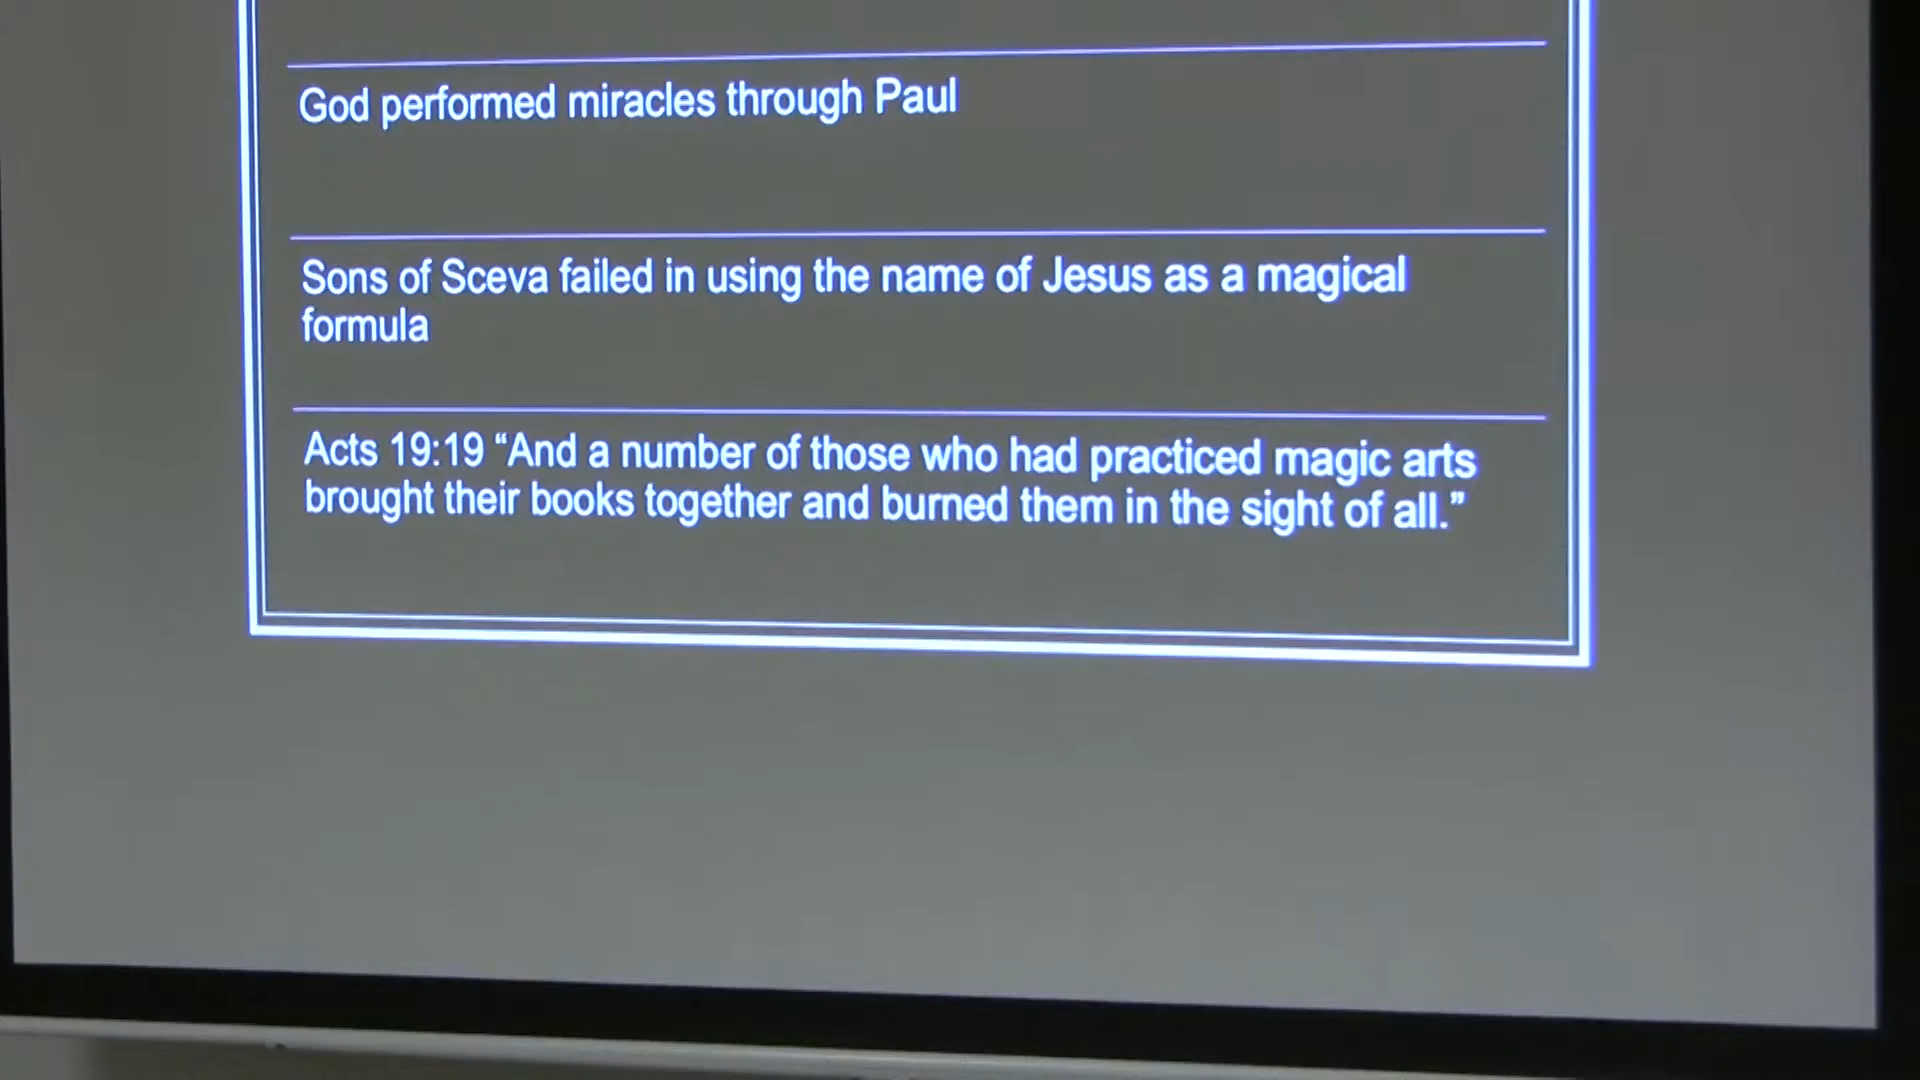 God performed miracles through Paul
Sons of Sceva failed in using the name of Jesus as a magical
formula
Acts 19:19 “And a number of those who had practiced magic arts
brought their books together and burned them in the sight of all.”